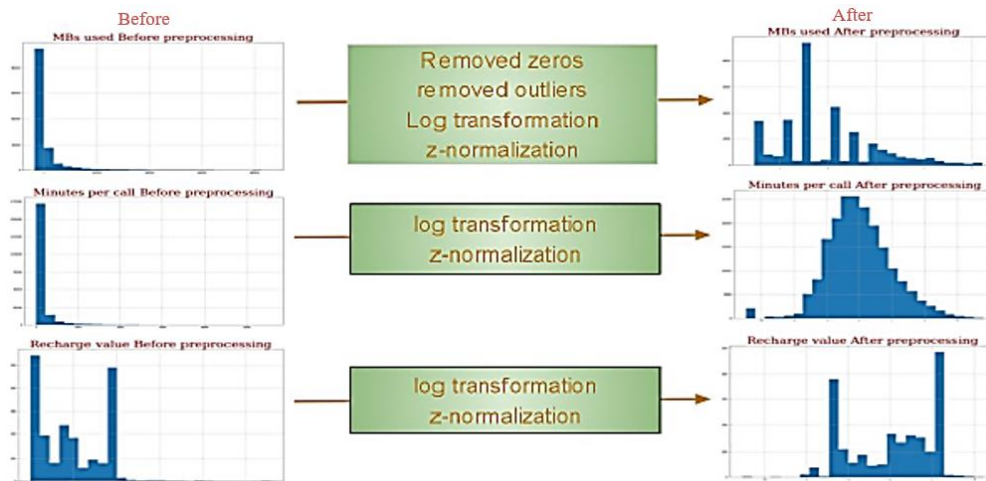 Before
After
MBs used Before preprocessing
Removed zeros
removed outliers
Log transformation
z-normalization
MBs used After preprocessing
Minutes per call Before preprocessing
log transformation
z-normalization
Minutes per call After preprocessing
Recharge value Before preprocessing
log transformation
z-normalization
Recharge value After preprocessing